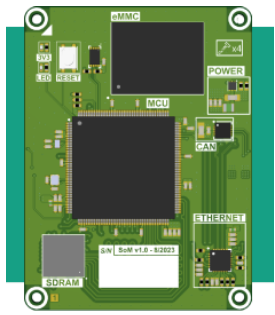 eMMC
x4
3V3
LED
RESET
POWER
MCU
CAN
ETHERNET
S/N
SoM v1.0 - 5/2023
SDRAM